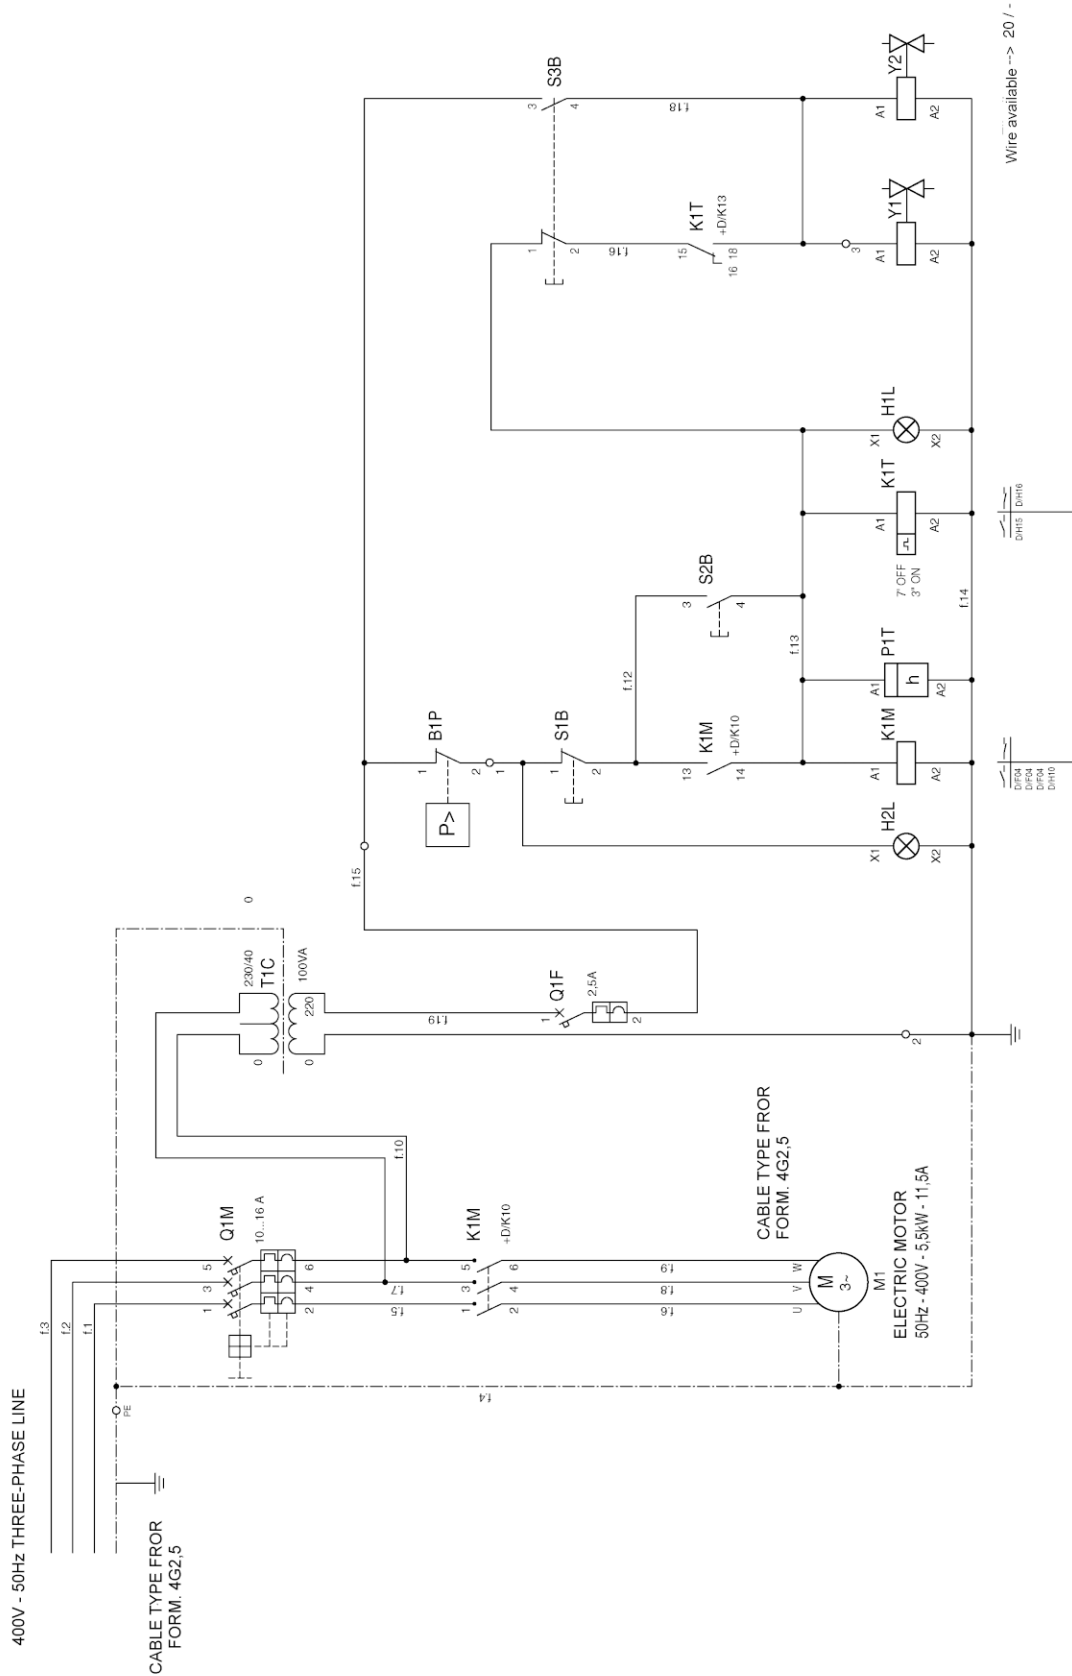 400V - 50Hz THREE-PHASE LINE
CABLE TYPE FROR
FORM. 4G2,5
f.3
f.2
f.1
PE
f.4
Q1M
10...16 A
1
3
5
2
4
6
f.5
f.7
f.10
K1M
+D/K10
1
3
5
2
4
6
f.6
f.8
f.9
U
V
W
M
3~
M1
ELECTRIC MOTOR
50Hz - 400V - 5,5kW - 11,5A
CABLE TYPE FROR
FORM. 4G2,5
0
230/40
0
T1C
100VA
0
220
f.19
Q1F
2,5A
1
2
2
f.15
B1P
P>
1
2
1
S1B
1
2
f.12
K1M
+D/K10
13
14
S2B
3
4
f.13
H2L
X1
X2
K1M
A1
A2
D/F04
D/F04
D/F04
D/H10
P1T
h
A1
A2
f.14
K1T
A1
A2
7" OFF
3" ON
D/H15
D/H16
H1L
X1
X2
S3B
1
2
3
4
f.16
f.18
K1T
+D/K13
15
16
18
3
Y1
A1
A2
Y2
A1
A2
Wire available --> 20 / -